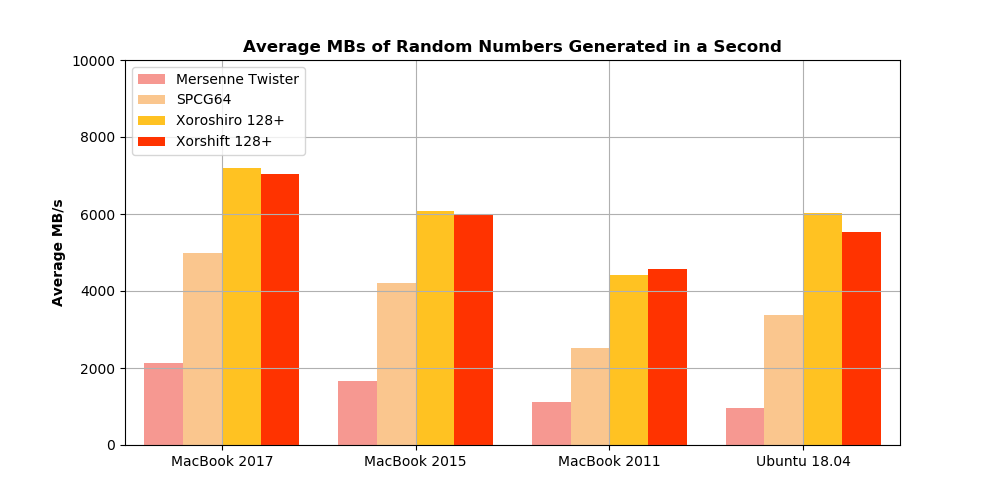 Average MBs of Random Numbers Generated in a Second
10000
8000
6000
4000
2000
0
Average MB/s
Mersenne Twister
SPCG64
Xoroshiro 128+
Xorshift 128+
MacBook 2017
MacBook 2015
MacBook 2011
Ubuntu 18.04